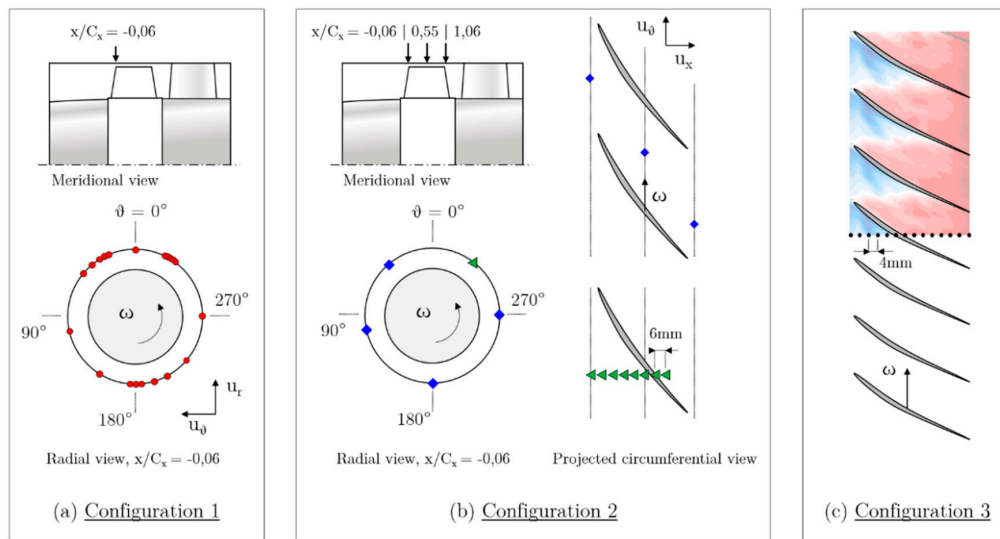 x/Cₓ = -0,06
Meridional view
ϑ = 0°
90°
270°
ω
180°
uᵣ
u_ϑ
Radial view, x/Cₓ = -0,06
(a) Configuration 1
x/Cₓ = -0,06 | 0,55 | 1,06
Meridional view
ϑ = 0°
90°
270°
ω
180°
Radial view, x/Cₓ = -0,06
u_ϑ
uₓ
ω
6mm
Projected circumferential view
(b) Configuration 2
4mm
ω
(c) Configuration 3